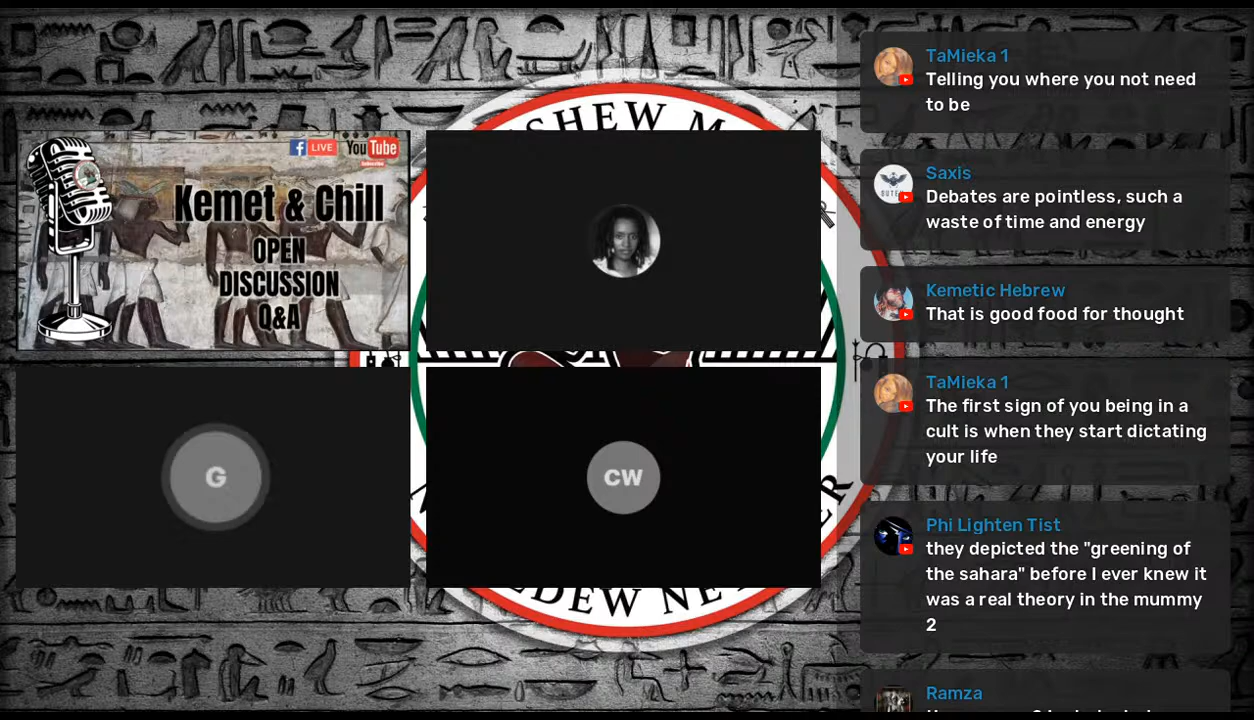 LIVE
YouTube
Subscribe
Kemet & Chill
OPEN
DISCUSSION
Q&A
G
CW
TaMieka 1
Telling you where you not need
to be
Saxis
Debates are pointless, such a
waste of time and energy
Kemetic Hebrew
That is good food for thought
TaMieka 1
The first sign of you being in a
cult is when they start dictating
your life
Phi Lighten Tist
they depicted the "greening of
the sahara" before I ever knew it
was a real theory in the mummy
2
Ramza